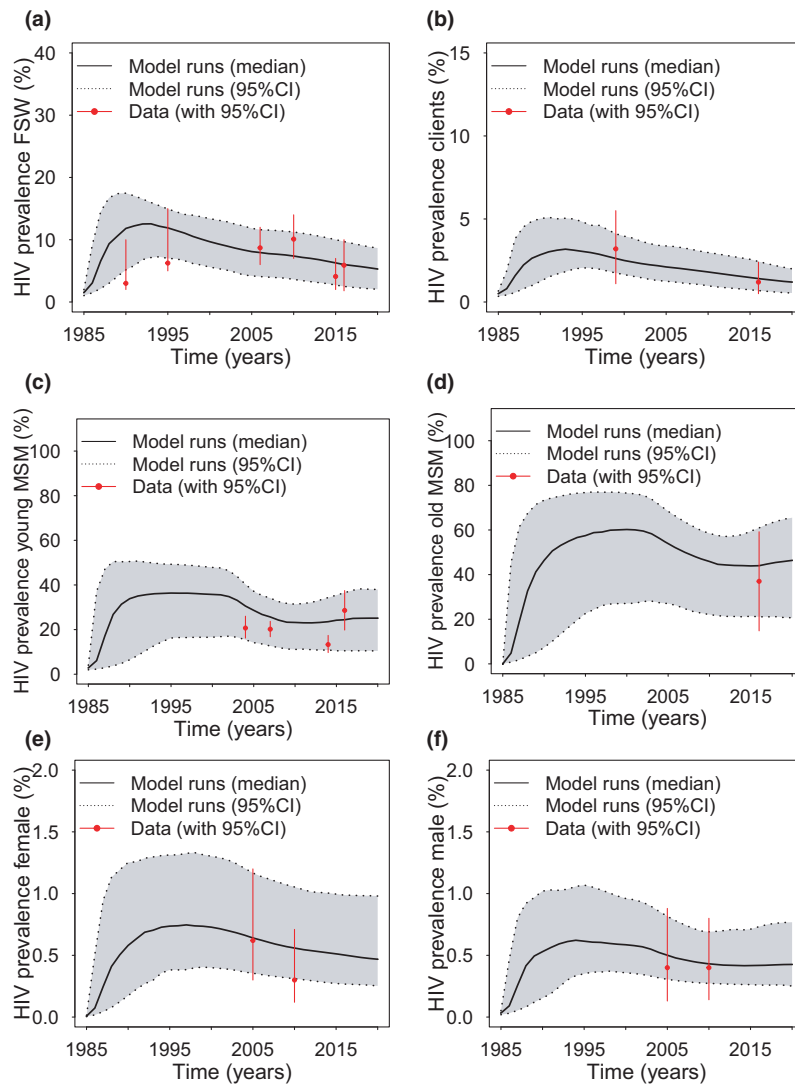 (a)
HIV prevalence FSW (%)
40
30
20
10
0
Model runs (median)
Model runs (95%CI)
Data (with 95%CI)
1985
1995
2005
2015
Time (years)
(b)
HIV prevalence clients (%)
15
10
5
0
Model runs (median)
Model runs (95%CI)
Data (with 95%CI)
1985
1995
2005
2015
Time (years)
(c)
HIV prevalence young MSM (%)
100
80
60
40
20
0
Model runs (median)
Model runs (95%CI)
Data (with 95%CI)
1985
1995
2005
2015
Time (years)
(d)
HIV prevalence old MSM (%)
100
80
60
40
20
0
Model runs (median)
Model runs (95%CI)
Data (with 95%CI)
1985
1995
2005
2015
Time (years)
(e)
HIV prevalence female (%)
2.0
1.5
1.0
0.5
0.0
Model runs (median)
Model runs (95%CI)
Data (with 95%CI)
1985
1995
2005
2015
Time (years)
(f)
HIV prevalence male (%)
2.0
1.5
1.0
0.5
0.0
Model runs (median)
Model runs (95%CI)
Data (with 95%CI)
1985
1995
2005
2015
Time (years)